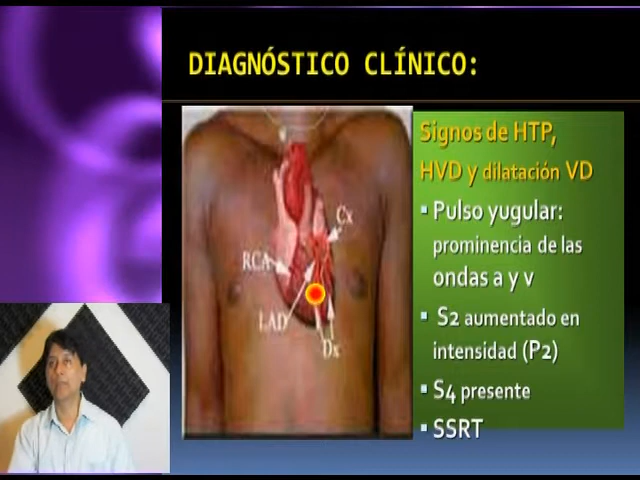 DIAGNÓSTICO CLÍNICO:
Signos de HTP,
HVD y dilatación VD
▪ Pulso yugular:
prominencia de las
ondas a y v
▪ S2 aumentado en
intensidad (P2)
▪ S4 presente
▪ SSRT
Cx
RCA
LAD
Dx